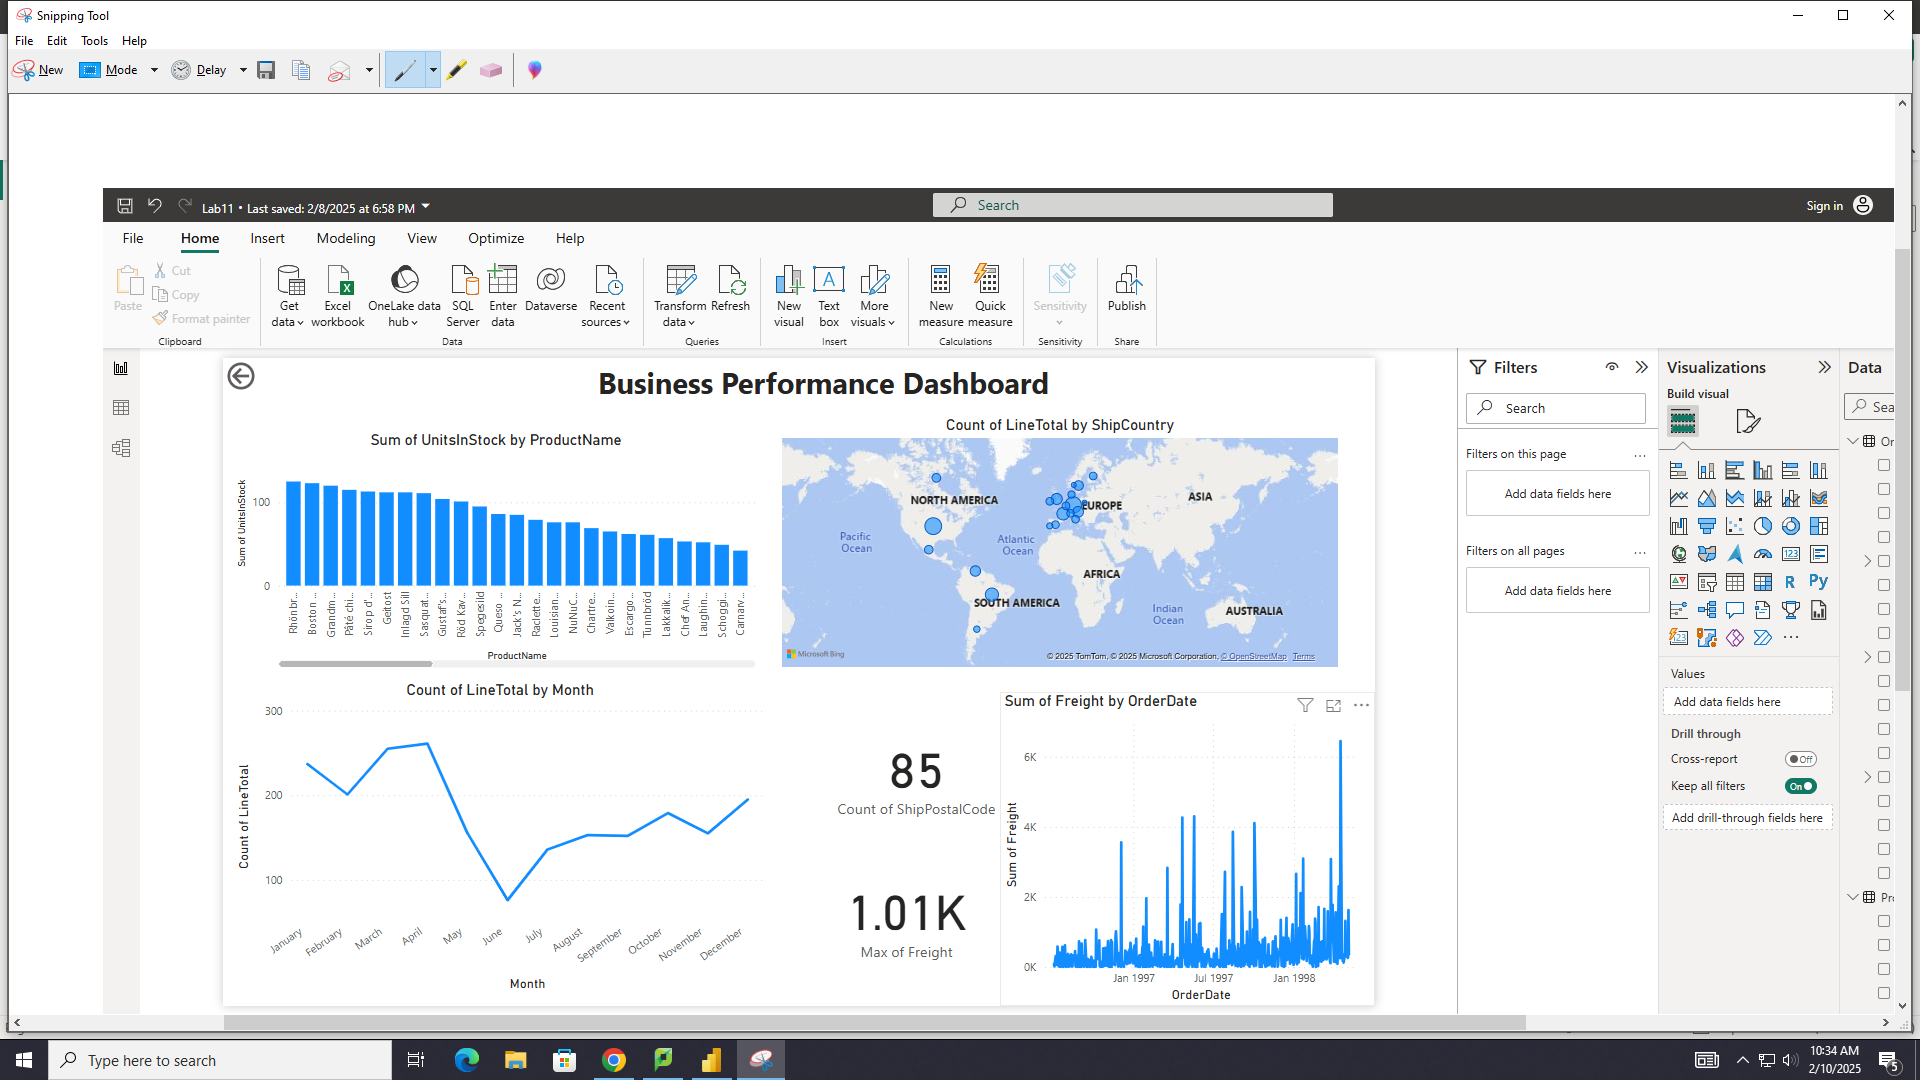 Snipping Tool
File Edit Tools Help
New Mode Delay
Lab11 • Last saved: 2/8/2025 at 6:58 PM
Search
Sign in
File Home Insert Modeling View Optimize Help
Paste
Cut
Copy
Format painter
Clipboard
Get data
Excel workbook
OneLake data hub
SQL Server
Enter data
Dataverse
Recent sources
Data
Transform data
Refresh
Queries
New visual
Text box
More visuals
Insert
New measure
Quick measure
Calculations
Sensitivity
Sensitivity
Publish
Share
Business Performance Dashboard
Sum of UnitsInStock by ProductName
Sum of UnitsInStock
100
0
Rhönbr...
Boston ...
Grandm...
Pâté chi...
Sirop d'...
Geitost
Inlagd Sill
Sasquat...
Gustaf's...
Röd Kav...
Spegesild
Queso ...
Jack's N...
Raclette...
Louisian...
NuNuC...
Chartre...
Valkoin...
Escargo...
Tunnbröd
Lakkalik...
Chef An...
Laughin...
Schoggi...
Carnarv...
ProductName
Count of LineTotal by ShipCountry
NORTH AMERICA
EUROPE
ASIA
Pacific Ocean
Atlantic Ocean
AFRICA
SOUTH AMERICA
Indian Ocean
AUSTRALIA
Microsoft Bing
© 2025 TomTom, © 2025 Microsoft Corporation, © OpenStreetMap Terms
Count of LineTotal by Month
Count of LineTotal
300
200
100
January
February
March
April
May
June
July
August
September
October
November
December
Month
85
Count of ShipPostalCode
1.01K
Max of Freight
Sum of Freight by OrderDate
Sum of Freight
6K
4K
2K
0K
Jan 1997
Jul 1997
Jan 1998
OrderDate
Filters
Search
Filters on this page
Add data fields here
Filters on all pages
Add data fields here
Visualizations
Build visual
R Py
123
Values
Add data fields here
Drill through
Cross-report Off
Keep all filters On
Add drill-through fields here
Data
Sea
Or
Pro
Type here to search
10:34 AM
2/10/2025
5